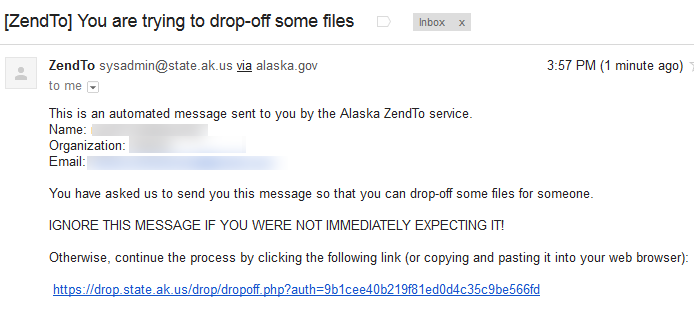 [ZendTo] You are trying to drop-off some files Inbox x
ZendTo sysadmin@state.ak.us via alaska.gov 3:57 PM (1 minute ago)
to me
This is an automated message sent to you by the Alaska ZendTo service.
Name:
Organization:
Email:
You have asked us to send you this message so that you can drop-off some files for someone.
IGNORE THIS MESSAGE IF YOU WERE NOT IMMEDIATELY EXPECTING IT!
Otherwise, continue the process by clicking the following link (or copying and pasting it into your web browser):
https://drop.state.ak.us/drop/dropoff.php?auth=9b1cee40b219f81ed0d4c35c9be566fd